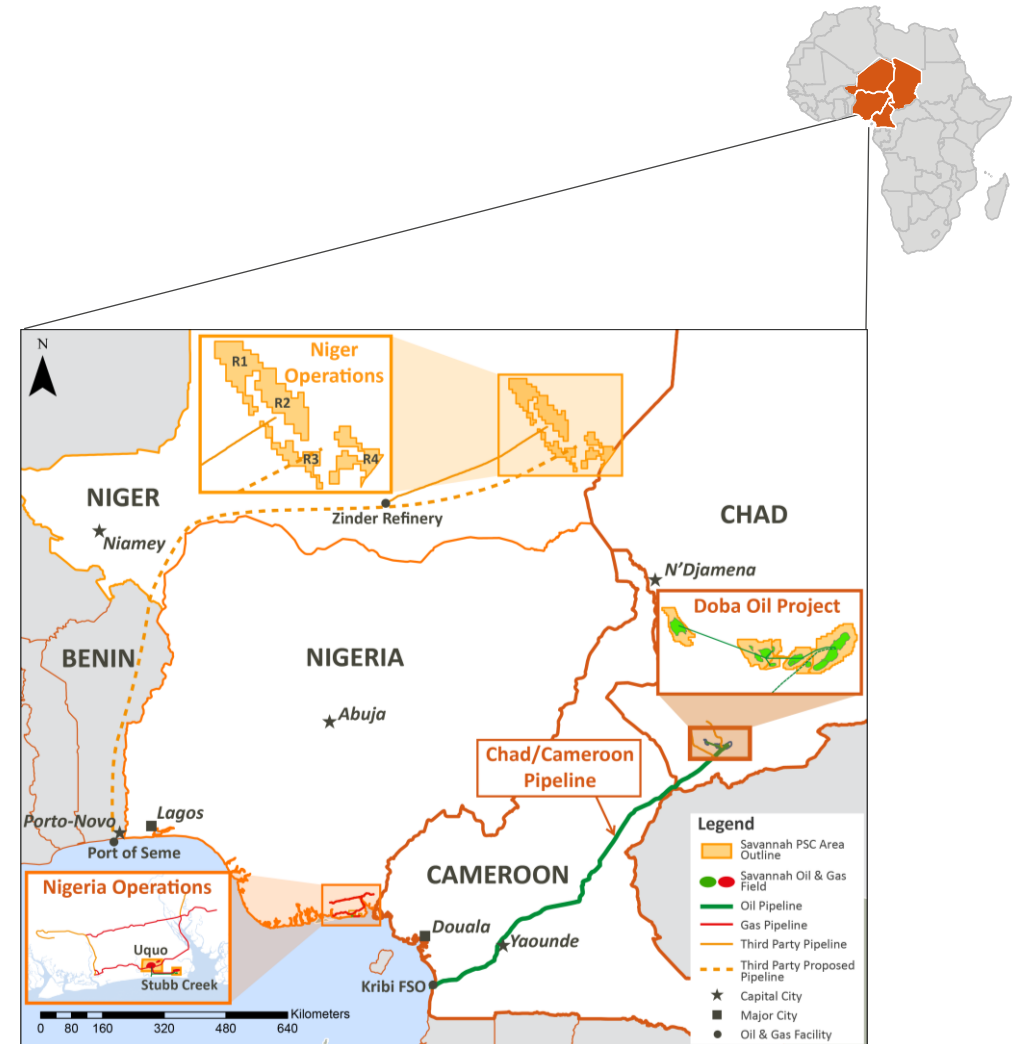 N
Niger
Operations
R1
R2
R3
R4
NIGER
Niamey
Zinder Refinery
CHAD
N'Djamena
Doba Oil Project
BENIN
NIGERIA
Abuja
Chad/Cameroon
Pipeline
Porto-Novo
Lagos
Port of Seme
CAMEROON
Nigeria Operations
Uquo
Stubb Creek
Douala
Yaounde
Kribi FSO
Kilometers
0 80 160 320 480 640
Legend
Savannah PSC Area
Outline
Savannah Oil & Gas
Field
Oil Pipeline
Gas Pipeline
Third Party Pipeline
Third Party Proposed
Pipeline
Capital City
Major City
Oil & Gas Facility